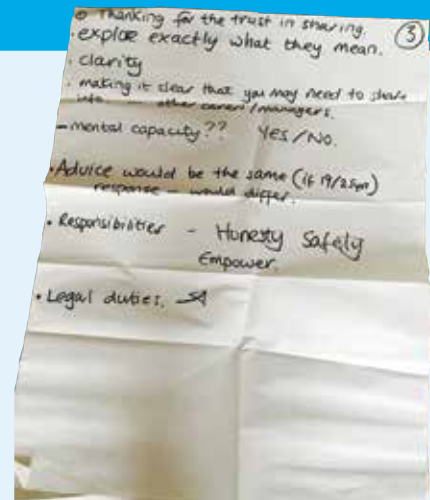 Thanking for the trust in sharing.
③
• explore exactly what they mean.
• clarity
• making it clear that you may need to share
info other carers / managers.
– mental capacity?? Yes / No.
• Advice would be the same (if 19/25yr)
response – would differ.
• Responsibilities – Honesty Safely
Empower.
• Legal duties.